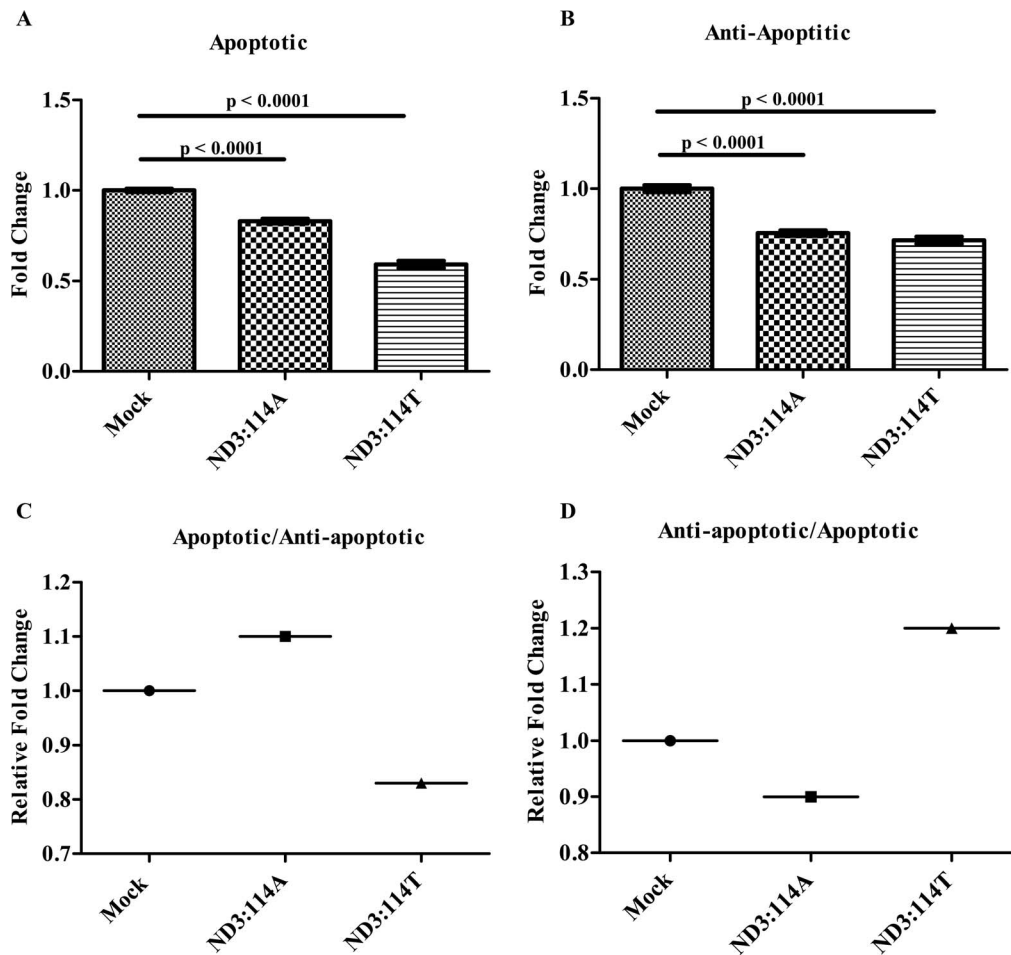 A
Apoptotic
1.5
1.0
0.5
0.0
Fold Change
p < 0.0001
p < 0.0001
Mock
ND3:114A
ND3:114T
B
Anti-Apoptitic
1.5
1.0
0.5
0.0
Fold Change
p < 0.0001
p < 0.0001
Mock
ND3:114A
ND3:114T
C
Apoptotic/Anti-apoptotic
1.2
1.1
1.0
0.9
0.8
0.7
Relative Fold Change
Mock
ND3:114A
ND3:114T
D
Anti-apoptotic/Apoptotic
1.3
1.2
1.1
1.0
0.9
0.8
Relative Fold Change
Mock
ND3:114A
ND3:114T